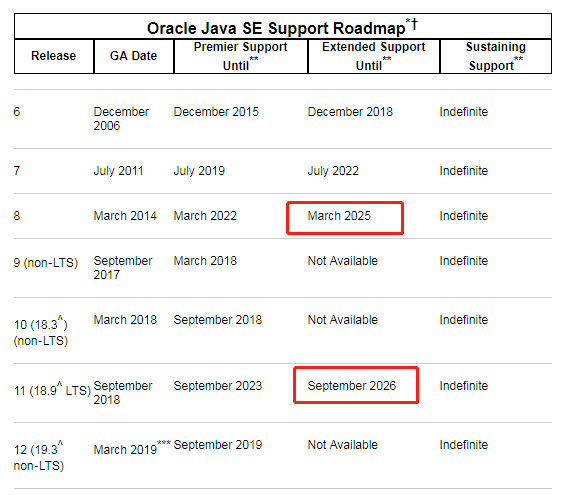 Oracle Java SE Support Roadmap*†
Release GA Date Premier Support Until** Extended Support Until** Sustaining Support**
6 December 2006 December 2015 December 2018 Indefinite
7 July 2011 July 2019 July 2022 Indefinite
8 March 2014 March 2022 March 2025 Indefinite
9 (non-LTS) September 2017 March 2018 Not Available Indefinite
10 (18.3^) (non-LTS) March 2018 September 2018 Not Available Indefinite
11 (18.9^ LTS) September 2018 September 2023 September 2026 Indefinite
12 (19.3^ non-LTS) March 2019*** September 2019 Not Available Indefinite